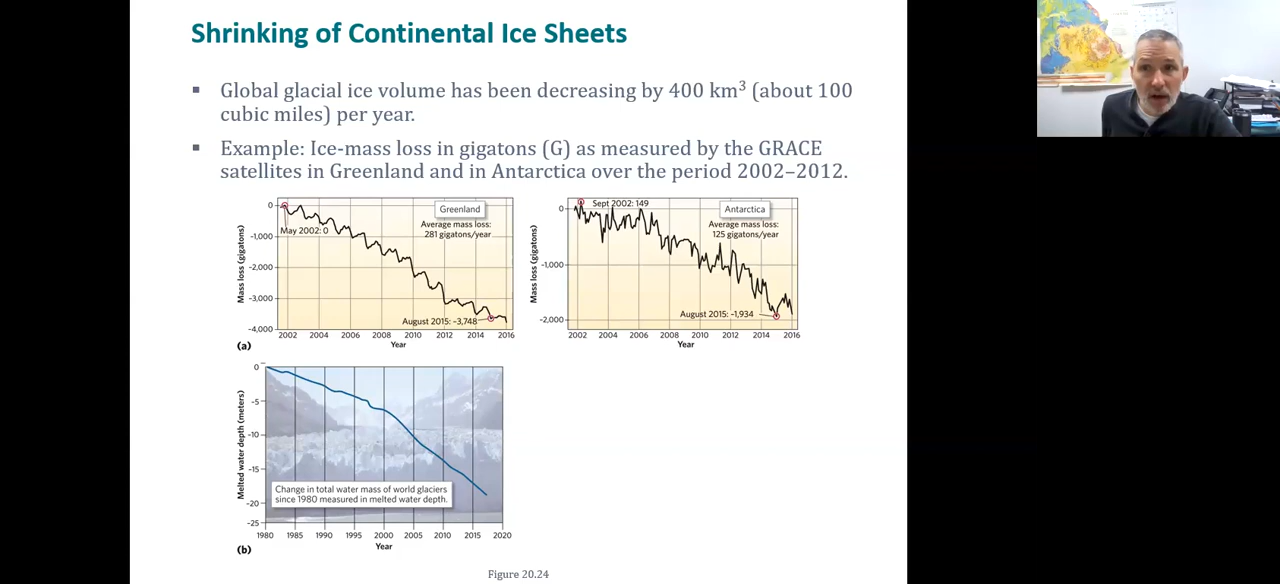 Shrinking of Continental Ice Sheets
▪ Global glacial ice volume has been decreasing by 400 km³ (about 100
cubic miles) per year.
▪ Example: Ice-mass loss in gigatons (G) as measured by the GRACE
satellites in Greenland and in Antarctica over the period 2002–2012.
Mass loss (gigatons)
0
-1,000
-2,000
-3,000
-4,000
Greenland
Average mass loss:
281 gigatons/year
May 2002: 0
August 2015: -3,748
2002 2004 2006 2008 2010 2012 2014 2016
Year
(a)
Mass loss (gigatons)
0
-1,000
-2,000
Sept 2002: 149
Antarctica
Average mass loss:
125 gigatons/year
August 2015: -1,934
2002 2004 2006 2008 2010 2012 2014 2016
Year
Melted water depth (meters)
0
-5
-10
-15
-20
-25
Change in total water mass of world glaciers
since 1980 measured in melted water depth.
1980 1985 1990 1995 2000 2005 2010 2015 2020
Year
(b)
Figure 20.24